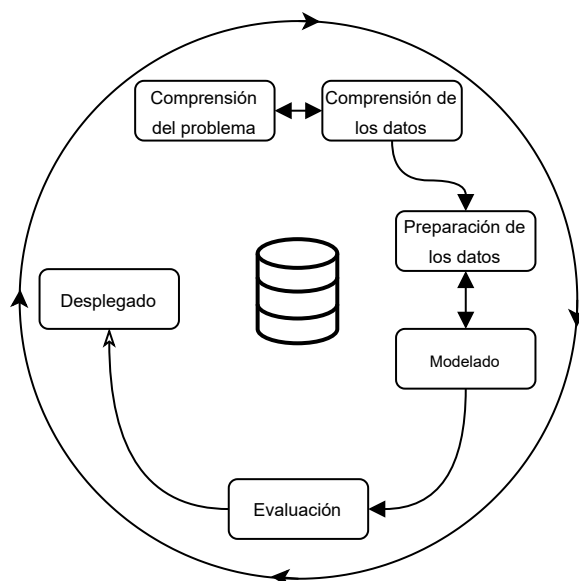 Comprensión
del problema
Comprensión de
los datos
Preparación de
los datos
Modelado
Evaluación
Desplegado